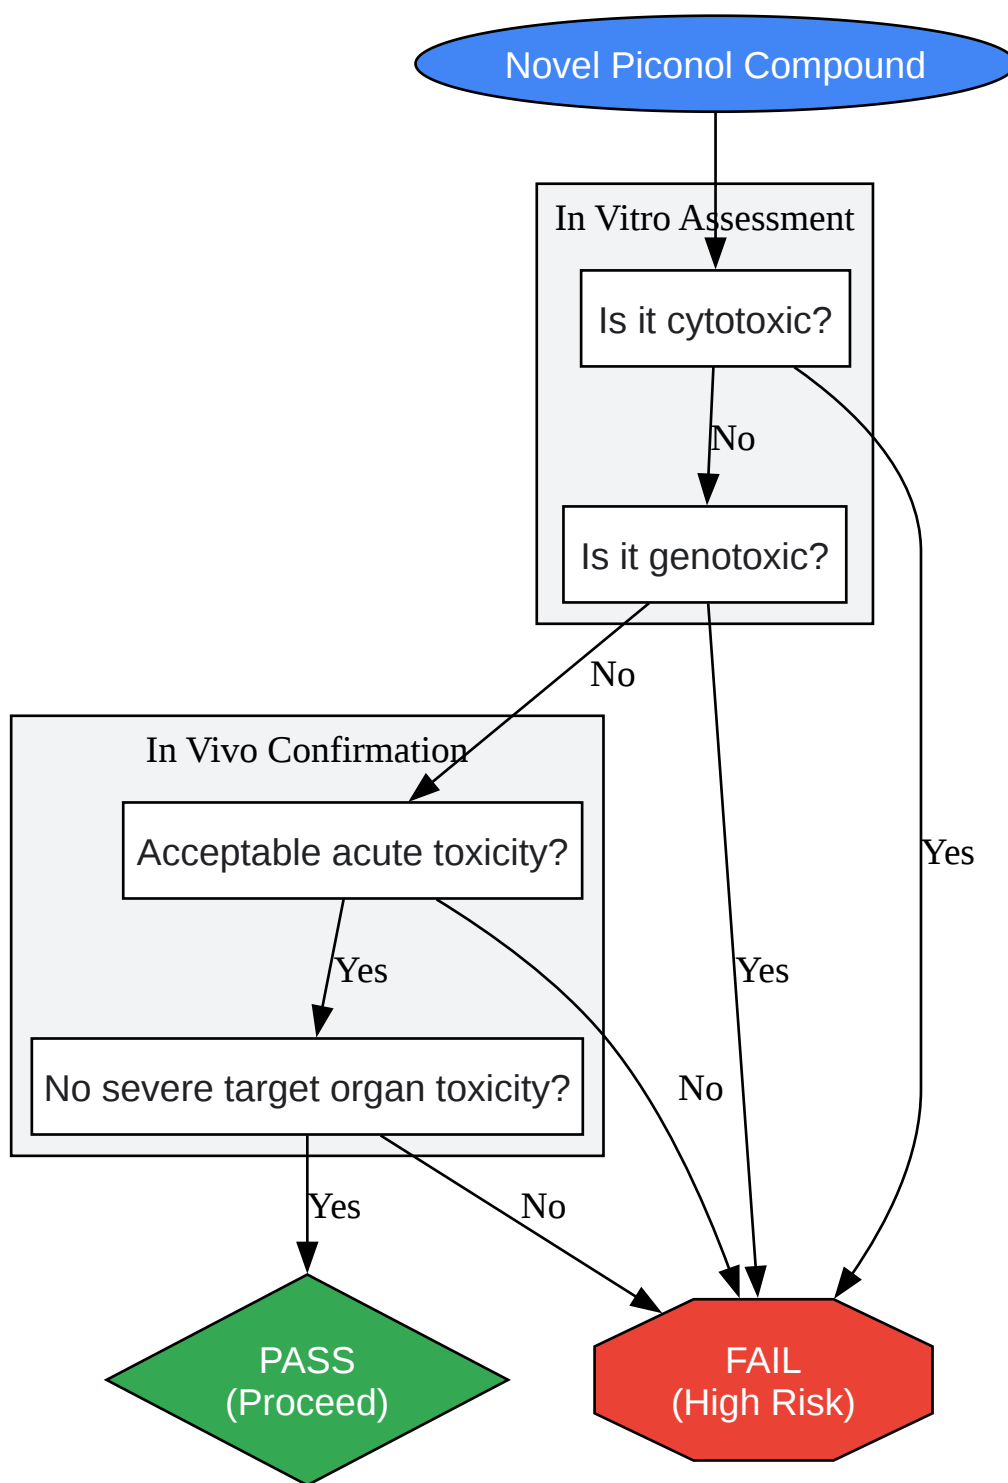 Novel Piconol Compound
In Vitro Assessment
Is it cytotoxic?
No
Is it genotoxic?
No
In Vivo Confirmation
Acceptable acute toxicity?
Yes
Yes
Yes
No severe target organ toxicity?
No
Yes
No
PASS
(Proceed)
FAIL
(High Risk)